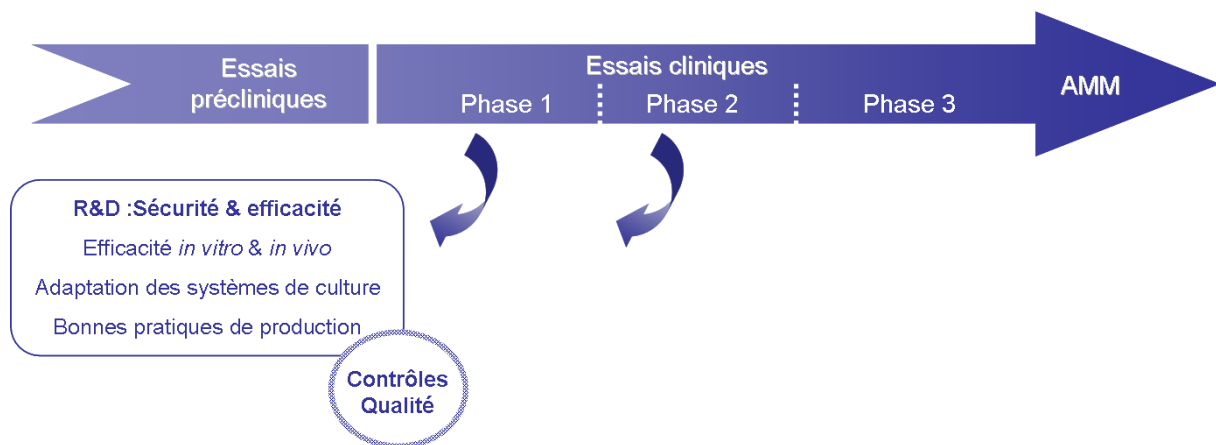 Essais
précliniques
Essais cliniques
Phase 1
Phase 2
Phase 3
AMM
R&D :Sécurité & efficacité
Efficacité in vitro & in vivo
Adaptation des systèmes de culture
Bonnes pratiques de production
Contrôles
Qualité